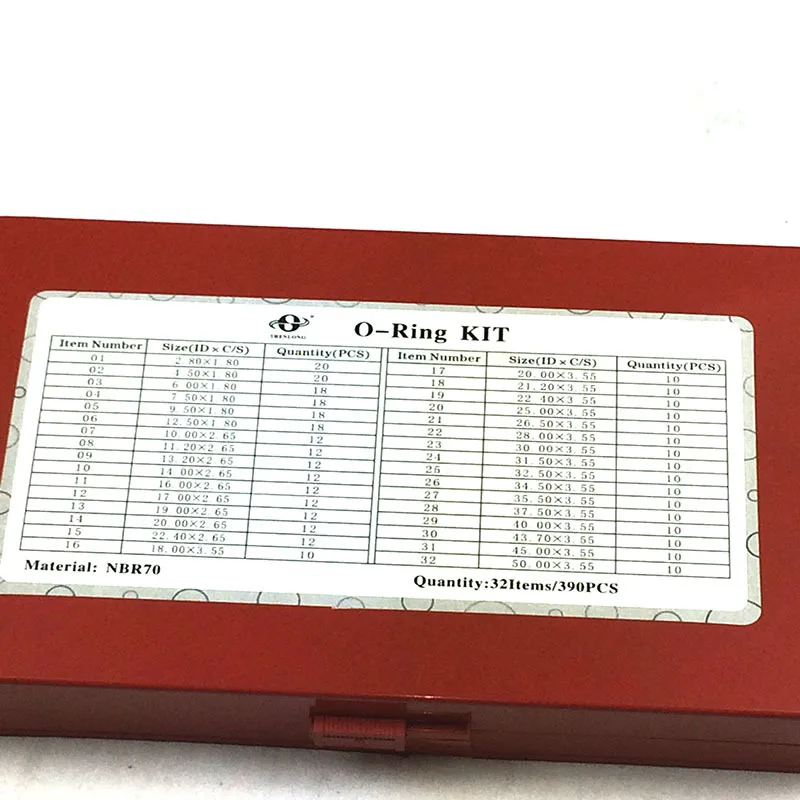 TRENLONG
O-Ring KIT
Item Number Size(ID×C/S) Quantity(PCS) Item Number Size(ID×C/S) Quantity(PCS)
01 2.80×1.80 20 17 20.00×3.55 10
02 4.50×1.80 20 18 21.20×3.55 10
03 6.00×1.80 18 19 22.40×3.55 10
04 7.50×1.80 18 20 25.00×3.55 10
05 9.50×1.80 18 21 26.50×3.55 10
06 12.50×1.80 18 22 28.00×3.55 10
07 10.00×2.65 12 23 30.00×3.55 10
08 11.20×2.65 12 24 31.50×3.55 10
09 13.20×2.65 12 25 32.50×3.55 10
10 14.00×2.65 12 26 34.50×3.55 10
11 16.00×2.65 12 27 35.50×3.55 10
12 17.00×2.65 12 28 37.50×3.55 10
13 19.00×2.65 12 29 40.00×3.55 10
14 20.00×2.65 12 30 43.70×3.55 10
15 22.40×2.65 12 31 45.00×3.55 10
16 18.00×3.55 10 32 50.00×3.55 10
Material: NBR70
Quantity:32Items/390PCS